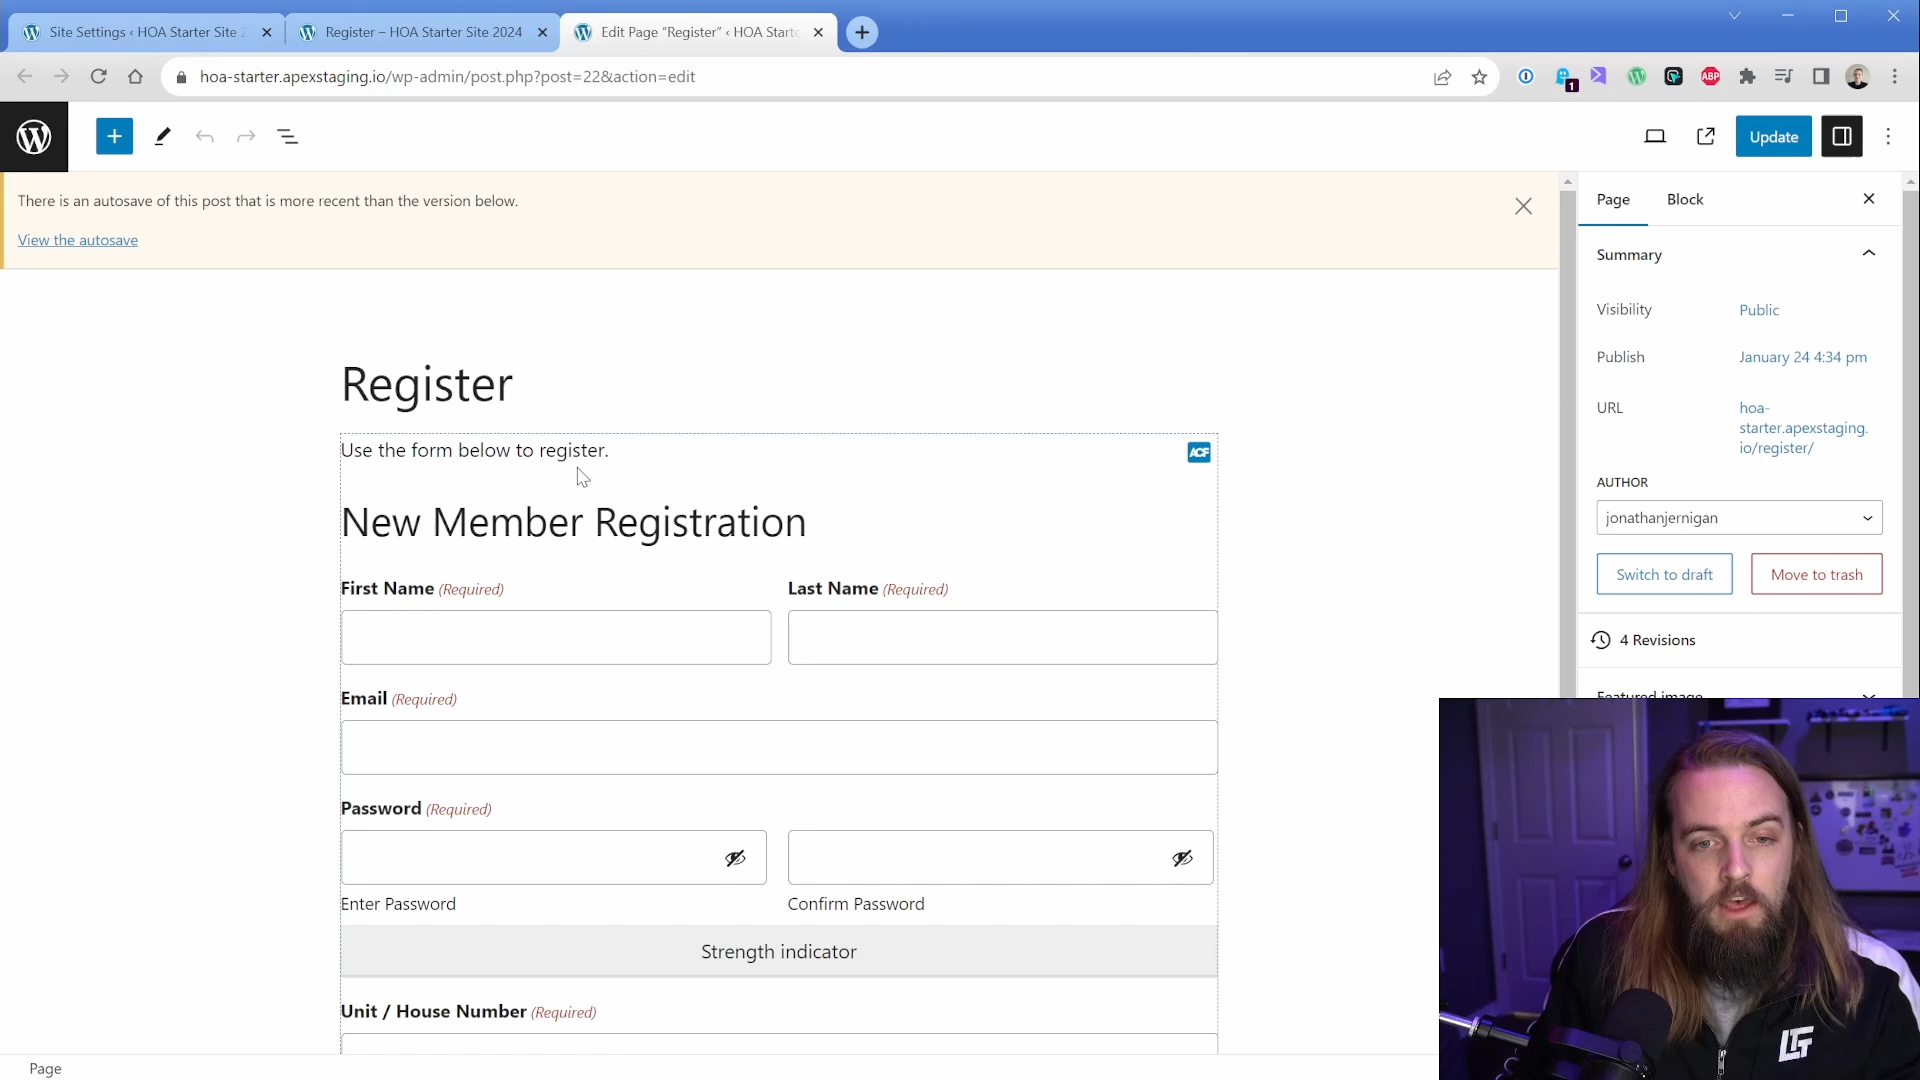 Site Settings ‹ HOA Starter Site 2
Register – HOA Starter Site 2024
Edit Page “Register” ‹ HOA Starte
hoa-starter.apexstaging.io/wp-admin/post.php?post=22&action=edit
ABP
1
Update
There is an autosave of this post that is more recent than the version below.
View the autosave
Page
Block
Summary
Visibility
Public
Publish
January 24 4:34 pm
URL
hoa-
starter.apexstaging.
io/register/
AUTHOR
jonathanjernigan
Switch to draft
Move to trash
4 Revisions
Featured image
Register
Use the form below to register.
ACF
New Member Registration
First Name (Required)
Last Name (Required)
Email (Required)
Password (Required)
Enter Password
Confirm Password
Strength indicator
Unit / House Number (Required)
Page
LTT